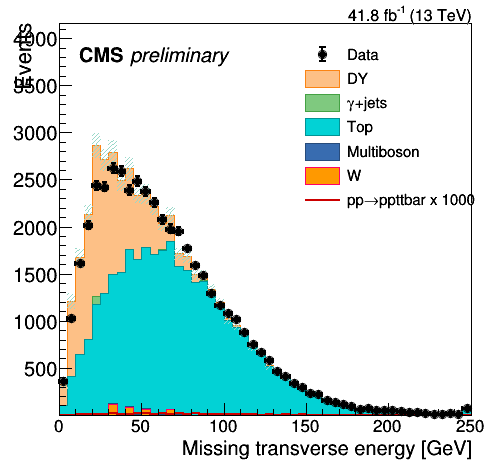 41.8 fb⁻¹ (13 TeV)
Events
CMS preliminary
Data
DY
γ+jets
Top
Multiboson
W
pp→ppttbar x 1000
4000
3500
3000
2500
2000
1500
1000
500
0 50 100 150 200 250
Missing transverse energy [GeV]